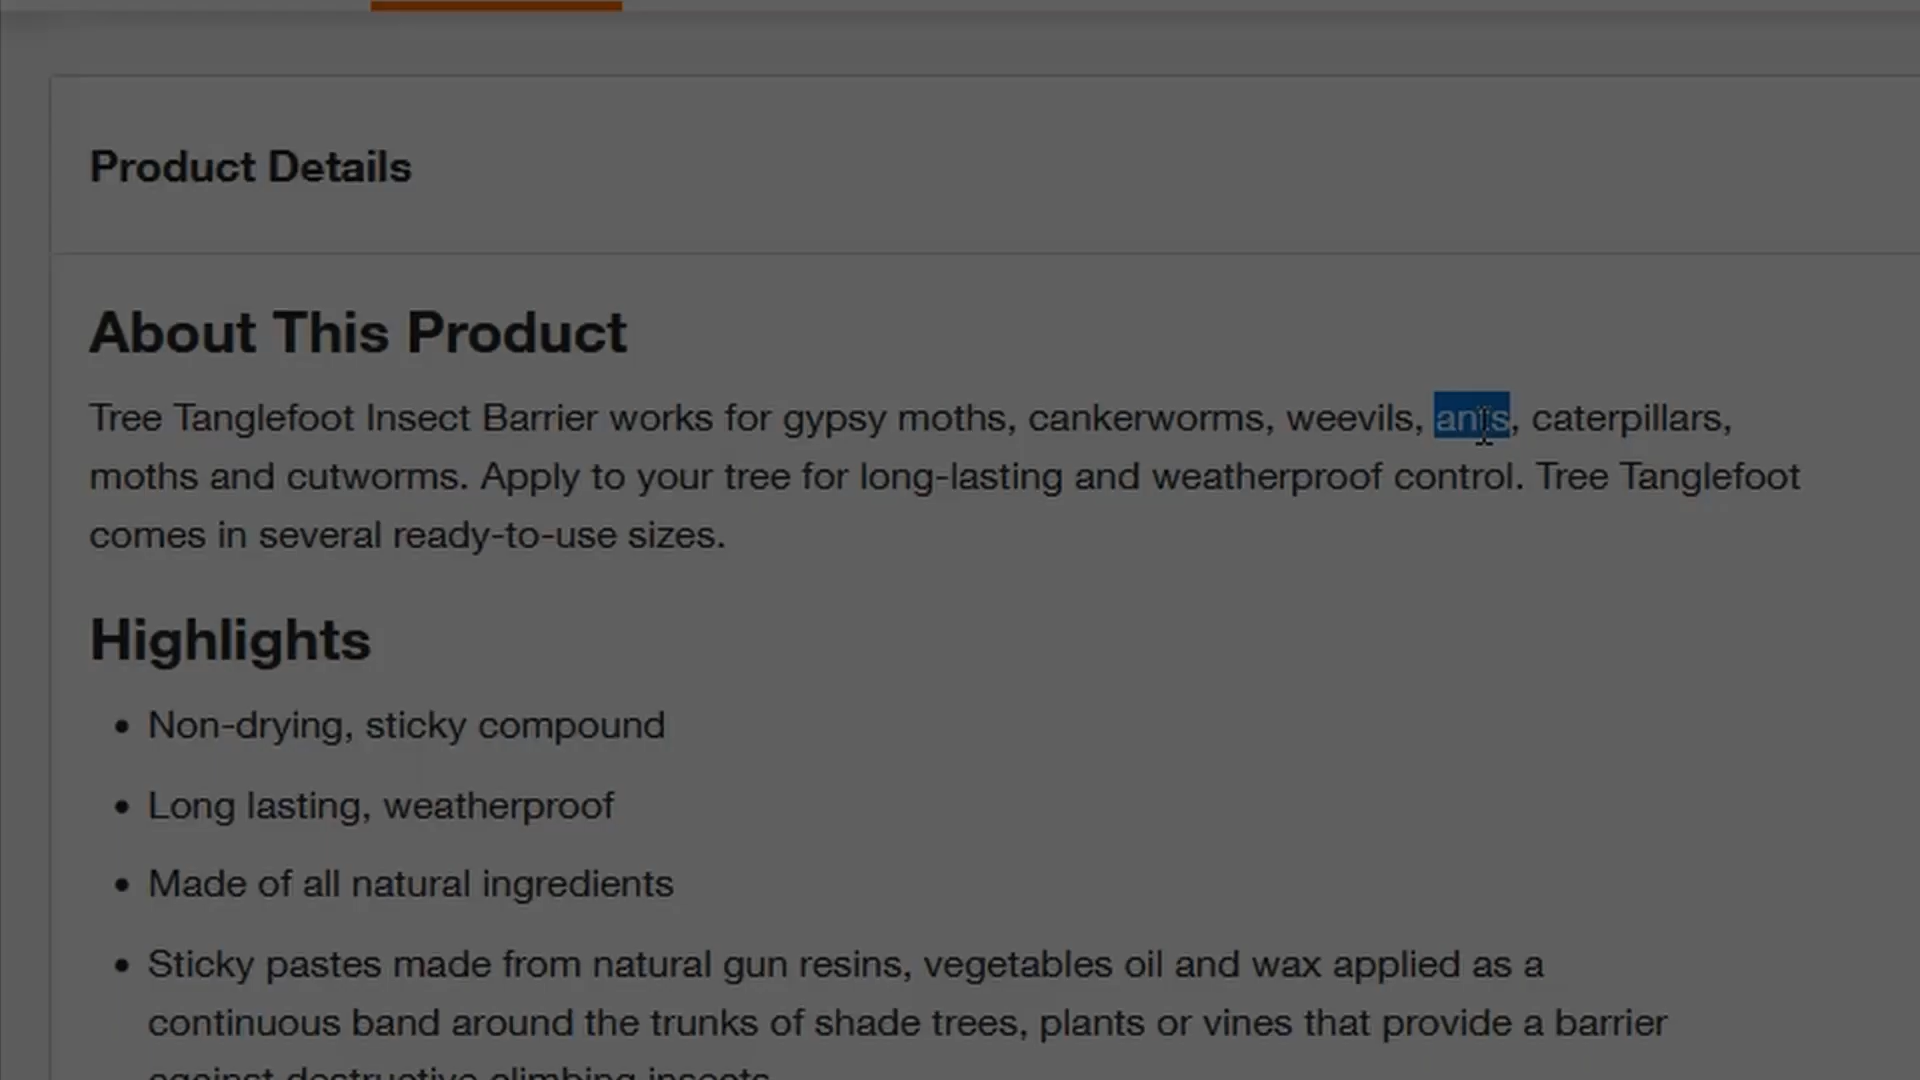 Product Details
About This Product
Tree Tanglefoot Insect Barrier works for gypsy moths, cankerworms, weevils, ants, caterpillars,
moths and cutworms. Apply to your tree for long-lasting and weatherproof control. Tree Tanglefoot
comes in several ready-to-use sizes.
Highlights
• Non-drying, sticky compound
• Long lasting, weatherproof
• Made of all natural ingredients
• Sticky pastes made from natural gun resins, vegetables oil and wax applied as a
continuous band around the trunks of shade trees, plants or vines that provide a barrier
against destructive climbing insects